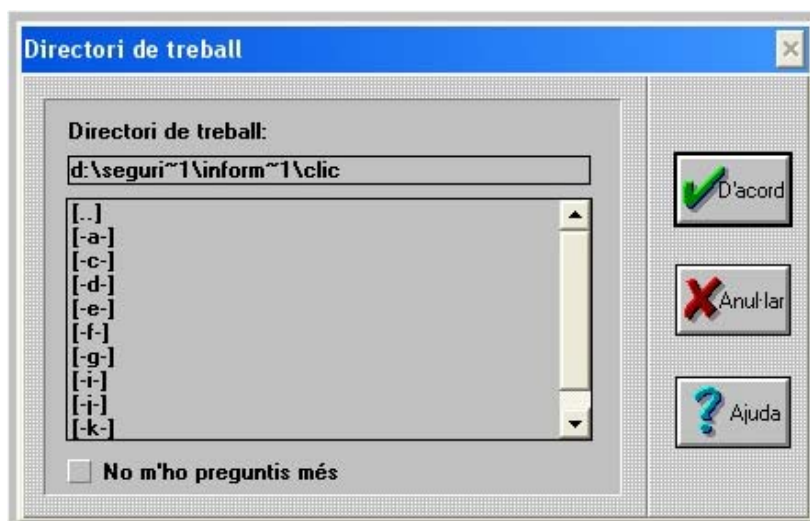 Directori de treball
Directori de treball:
d:\seguri~1\inform~1\clic
[..]
[-a-]
[-c-]
[-d-]
[-e-]
[-f-]
[-g-]
[-i-]
[-j-]
[-k-]
No m'ho preguntis més
D'acord
Anul·lar
Ajuda